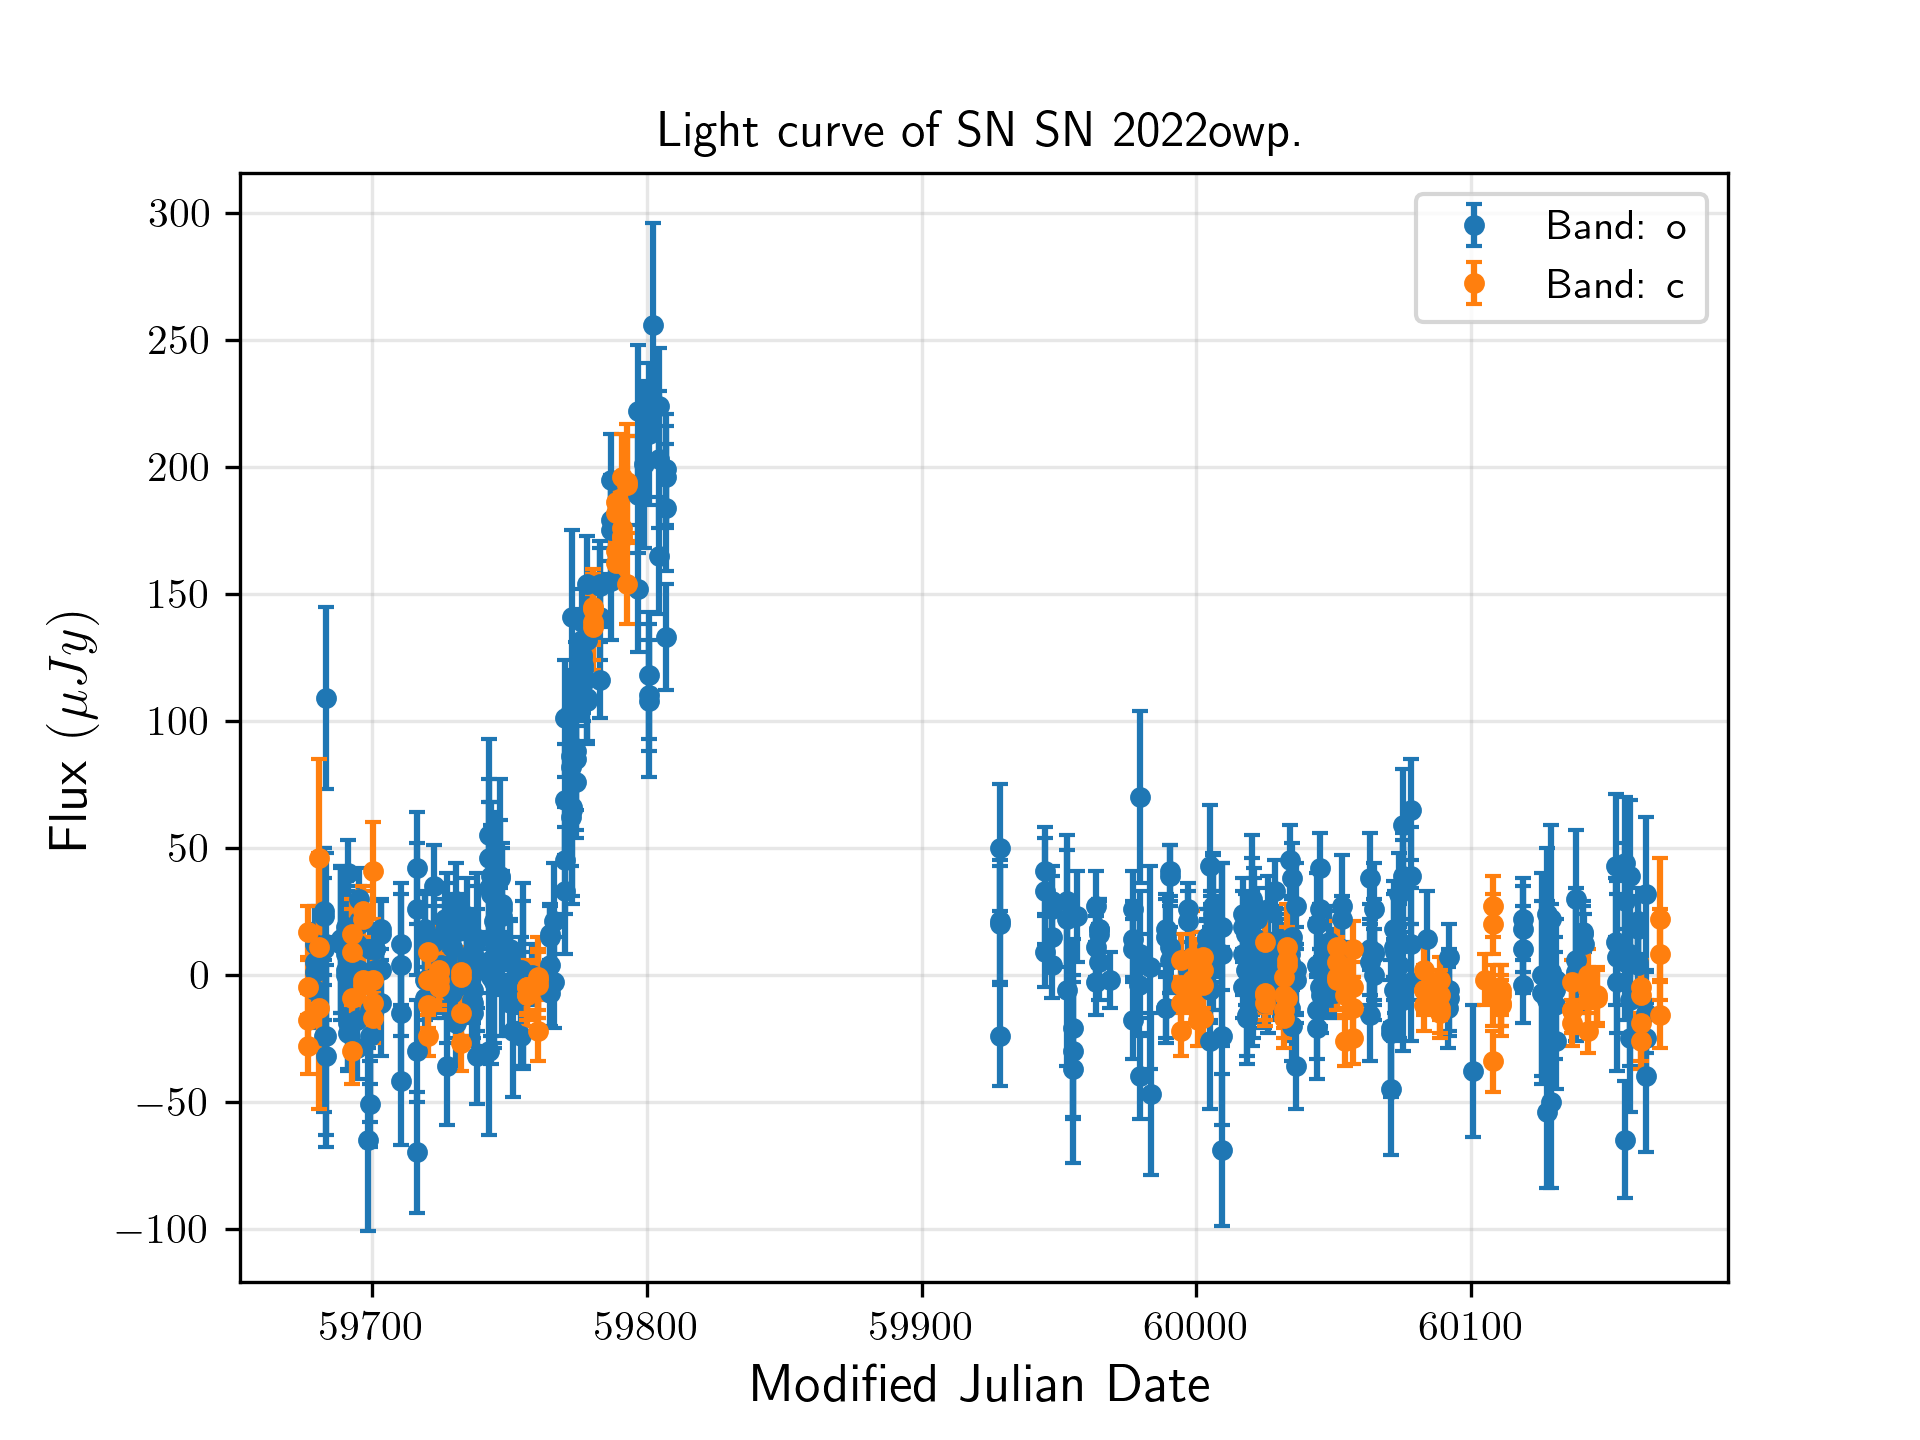 Light curve of SN SN 2022owp.
Band: o
Band: c
300
250
200
150
100
50
0
−50
−100
Flux (μJy)
59700 59800 59900 60000 60100
Modified Julian Date